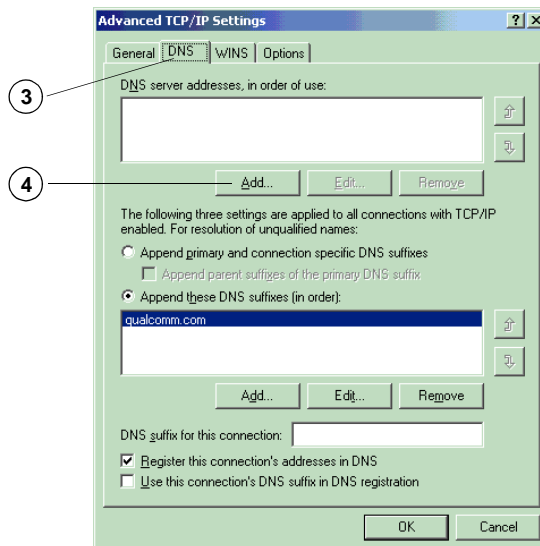 Advanced TCP/IP Settings
General DNS WINS Options
3
DNS server addresses, in order of use:
4
Add... Edit... Remove
The following three settings are applied to all connections with TCP/IP
enabled. For resolution of unqualified names:
Append primary and connection specific DNS suffixes
Append parent suffixes of the primary DNS suffix
Append these DNS suffixes (in order):
qualcomm.com
Add... Edit... Remove
DNS suffix for this connection:
Register this connection's addresses in DNS
Use this connection's DNS suffix in DNS registration
OK Cancel